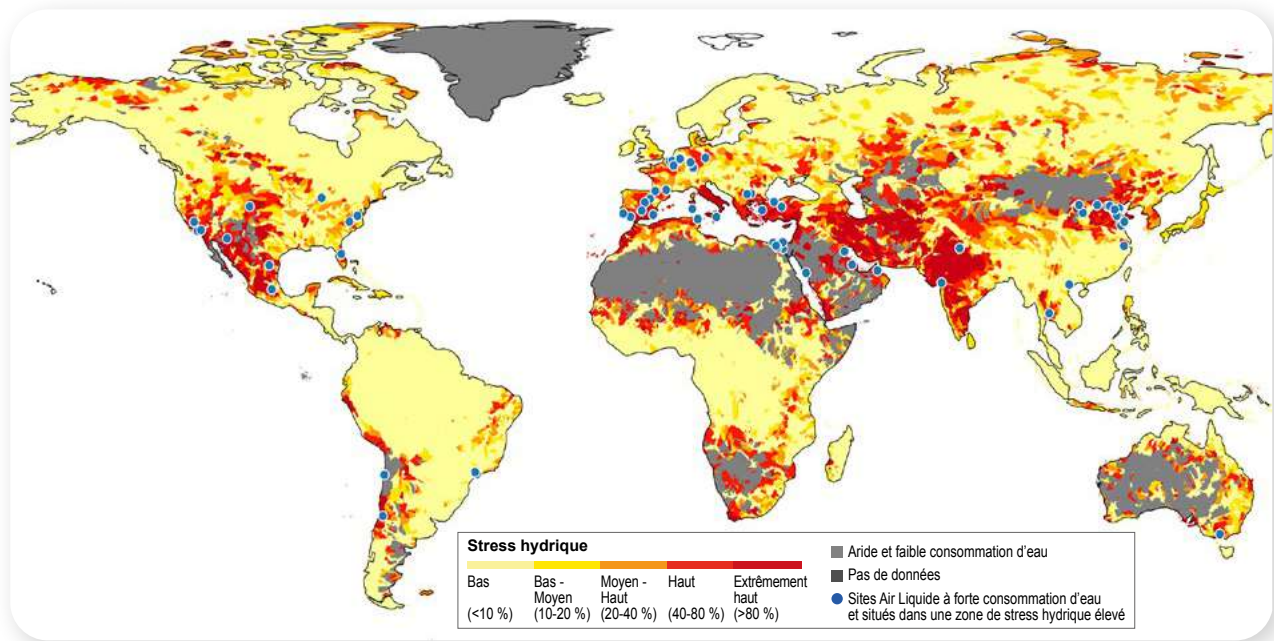 Stress hydrique
Bas
(<10 %)
Bas -
Moyen
(10-20 %)
Moyen -
Haut
(20-40 %)
Haut
(40-80 %)
Extrêmement
haut
(>80 %)
Aride et faible consommation d’eau
Pas de données
Sites Air Liquide à forte consommation d’eau
et situés dans une zone de stress hydrique élevé